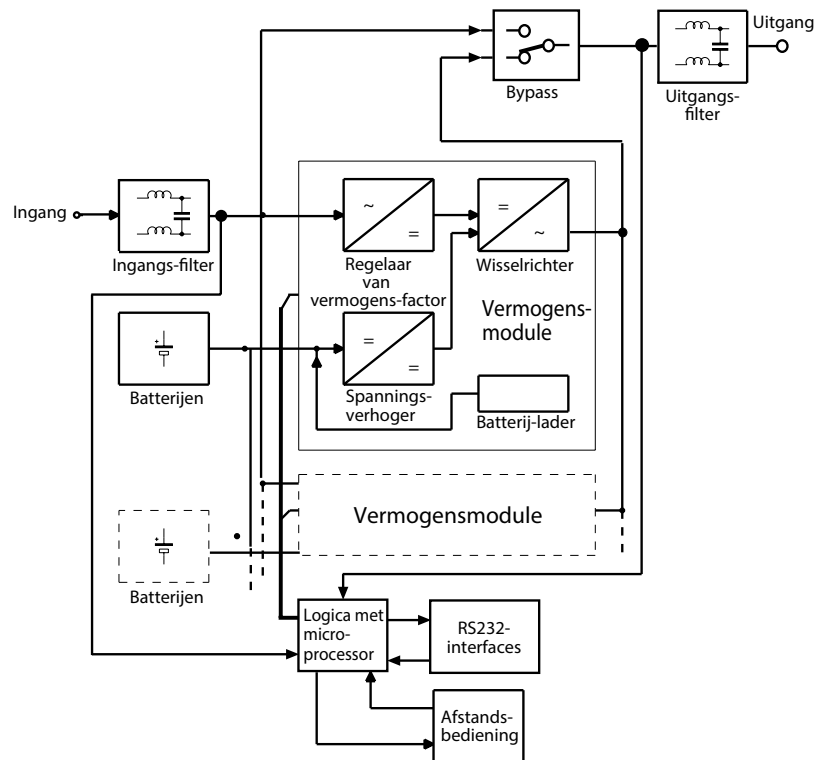 Uitgang
Bypass
Uitgangs-
filter
Ingang
Ingangs-filter
~
=
Regelaar
van
vermogens-factor
=
~
Wisselrichter
Vermogens-
module
+
Batterijen
=
=
Spannings-
verhoger
Batterij-lader
Vermogensmodule
+
Batterijen
Logica met
micro-
processor
RS232-
interfaces
Afstands-
bediening